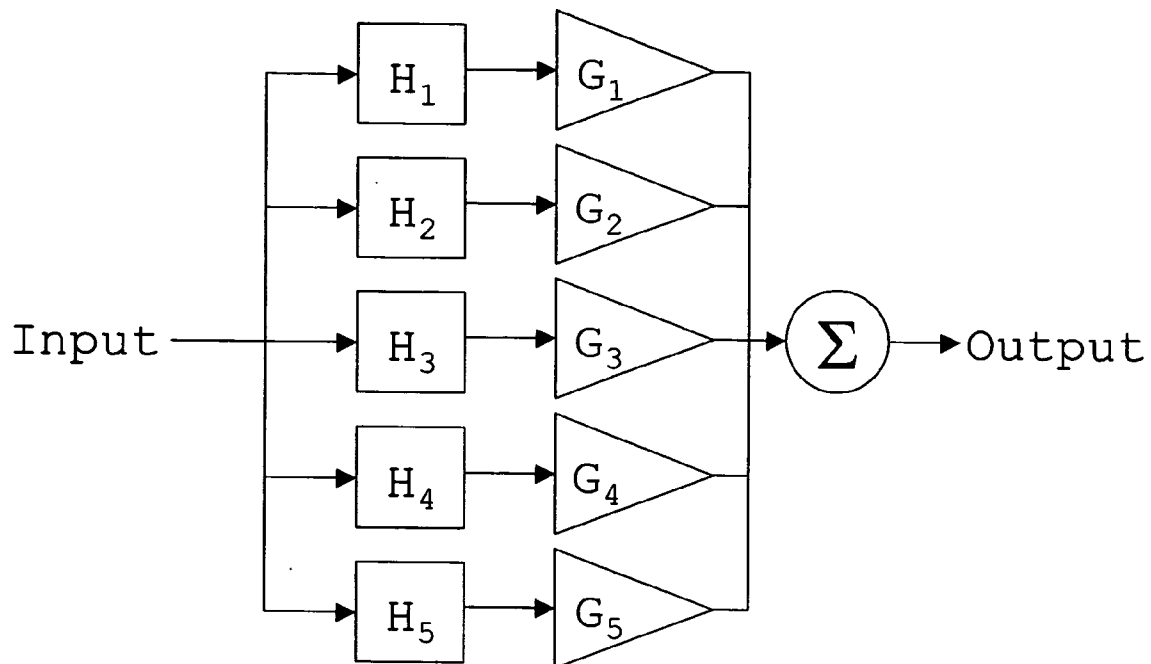 H₁ G₁
H₂ G₂
Input H₃ G₃ Σ Output
H₄ G₄
H₅ G₅